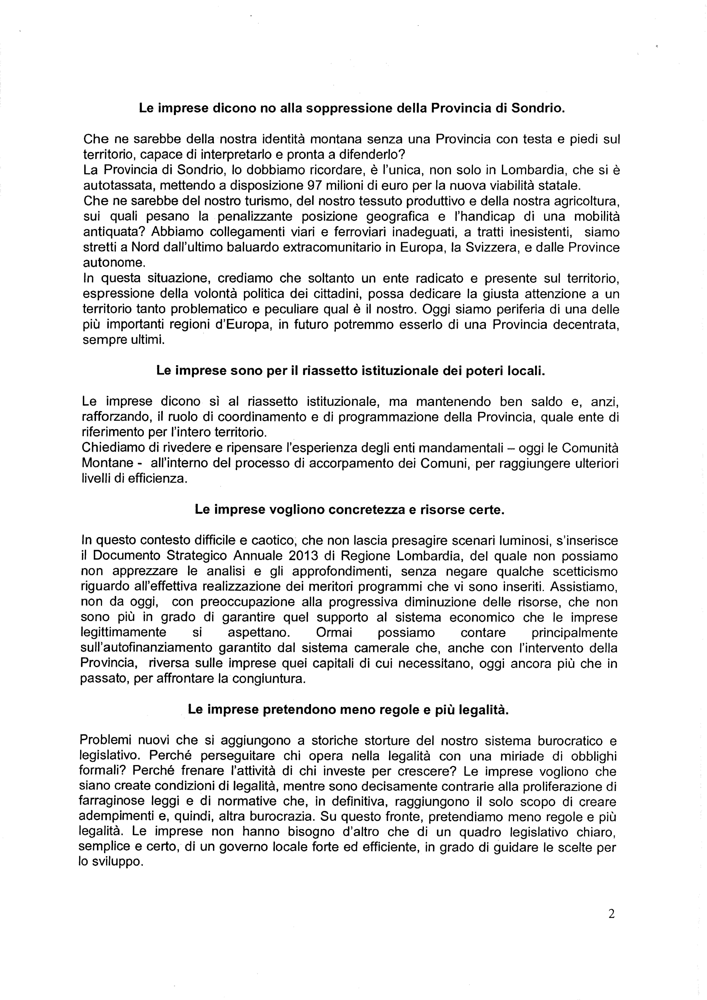 Le imprese dicono no alla soppressione della Provincia di Sondrio.
Che ne sarebbe della nostra identità montana senza una Provincia con testa e piedi sul
territorio, capace di interpretarlo e pronta a difenderlo?
La Provincia di Sondrio, lo dobbiamo ricordare, è l'unica, non solo in Lombardia, che si è
autotassata, mettendo a disposizione 97 milioni di euro per la nuova viabilità statale.
Che ne sarebbe del nostro turismo, del nostro tessuto produttivo e della nostra agricoltura,
sui quali pesano la penalizzante posizione geografica e l'handicap di una mobilità
antiquata? Abbiamo collegamenti viari e ferroviari inadeguati, a tratti inesistenti, siamo
stretti a Nord dall'ultimo baluardo extracomunitario in Europa, la Svizzera, e dalle Province
autonome.
In questa situazione, crediamo che soltanto un ente radicato e presente sul territorio,
espressione della volontà politica dei cittadini, possa dedicare la giusta attenzione a un
territorio tanto problematico e peculiare qual è il nostro. Oggi siamo periferia di una delle
più importanti regioni d'Europa, in futuro potremmo esserlo di una Provincia decentrata,
sempre ultimi.
Le imprese sono per il riassetto istituzionale dei poteri locali.
Le imprese dicono sì al riassetto istituzionale, ma mantenendo ben saldo e, anzi,
rafforzando, il ruolo di coordinamento e di programmazione della Provincia, quale ente di
riferimento per l'intero territorio.
Chiediamo di rivedere e ripensare l'esperienza degli enti mandamentali – oggi le Comunità
Montane - all'interno del processo di accorpamento dei Comuni, per raggiungere ulteriori
livelli di efficienza.
Le imprese vogliono concretezza e risorse certe.
In questo contesto difficile e caotico, che non lascia presagire scenari luminosi, s'inserisce
il Documento Strategico Annuale 2013 di Regione Lombardia, del quale non possiamo
non apprezzare le analisi e gli approfondimenti, senza negare qualche scetticismo
riguardo all'effettiva realizzazione dei meritori programmi che vi sono inseriti. Assistiamo,
non da oggi, con preoccupazione alla progressiva diminuzione delle risorse, che non
sono più in grado di garantire quel supporto al sistema economico che le imprese
legittimamente si aspettano. Ormai possiamo contare principalmente
sull'autofinanziamento garantito dal sistema camerale che, anche con l'intervento della
Provincia, riversa sulle imprese quei capitali di cui necessitano, oggi ancora più che in
passato, per affrontare la congiuntura.
Le imprese pretendono meno regole e più legalità.
Problemi nuovi che si aggiungono a storiche storture del nostro sistema burocratico e
legislativo. Perché perseguitare chi opera nella legalità con una miriade di obblighi
formali? Perché frenare l'attività di chi investe per crescere? Le imprese vogliono che
siano create condizioni di legalità, mentre sono decisamente contrarie alla proliferazione di
farraginose leggi e di normative che, in definitiva, raggiungono il solo scopo di creare
adempimenti e, quindi, altra burocrazia. Su questo fronte, pretendiamo meno regole e più
legalità. Le imprese non hanno bisogno d'altro che di un quadro legislativo chiaro,
semplice e certo, di un governo locale forte ed efficiente, in grado di guidare le scelte per
lo sviluppo.
2